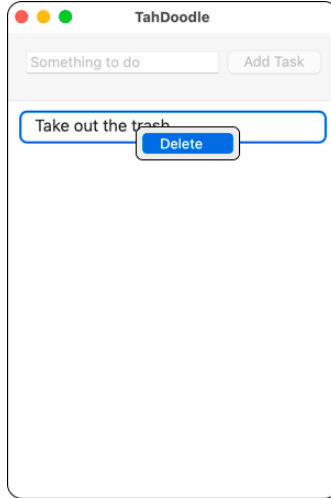 TahDoodle
Something to do
Add Task
Take out the trash
Delete